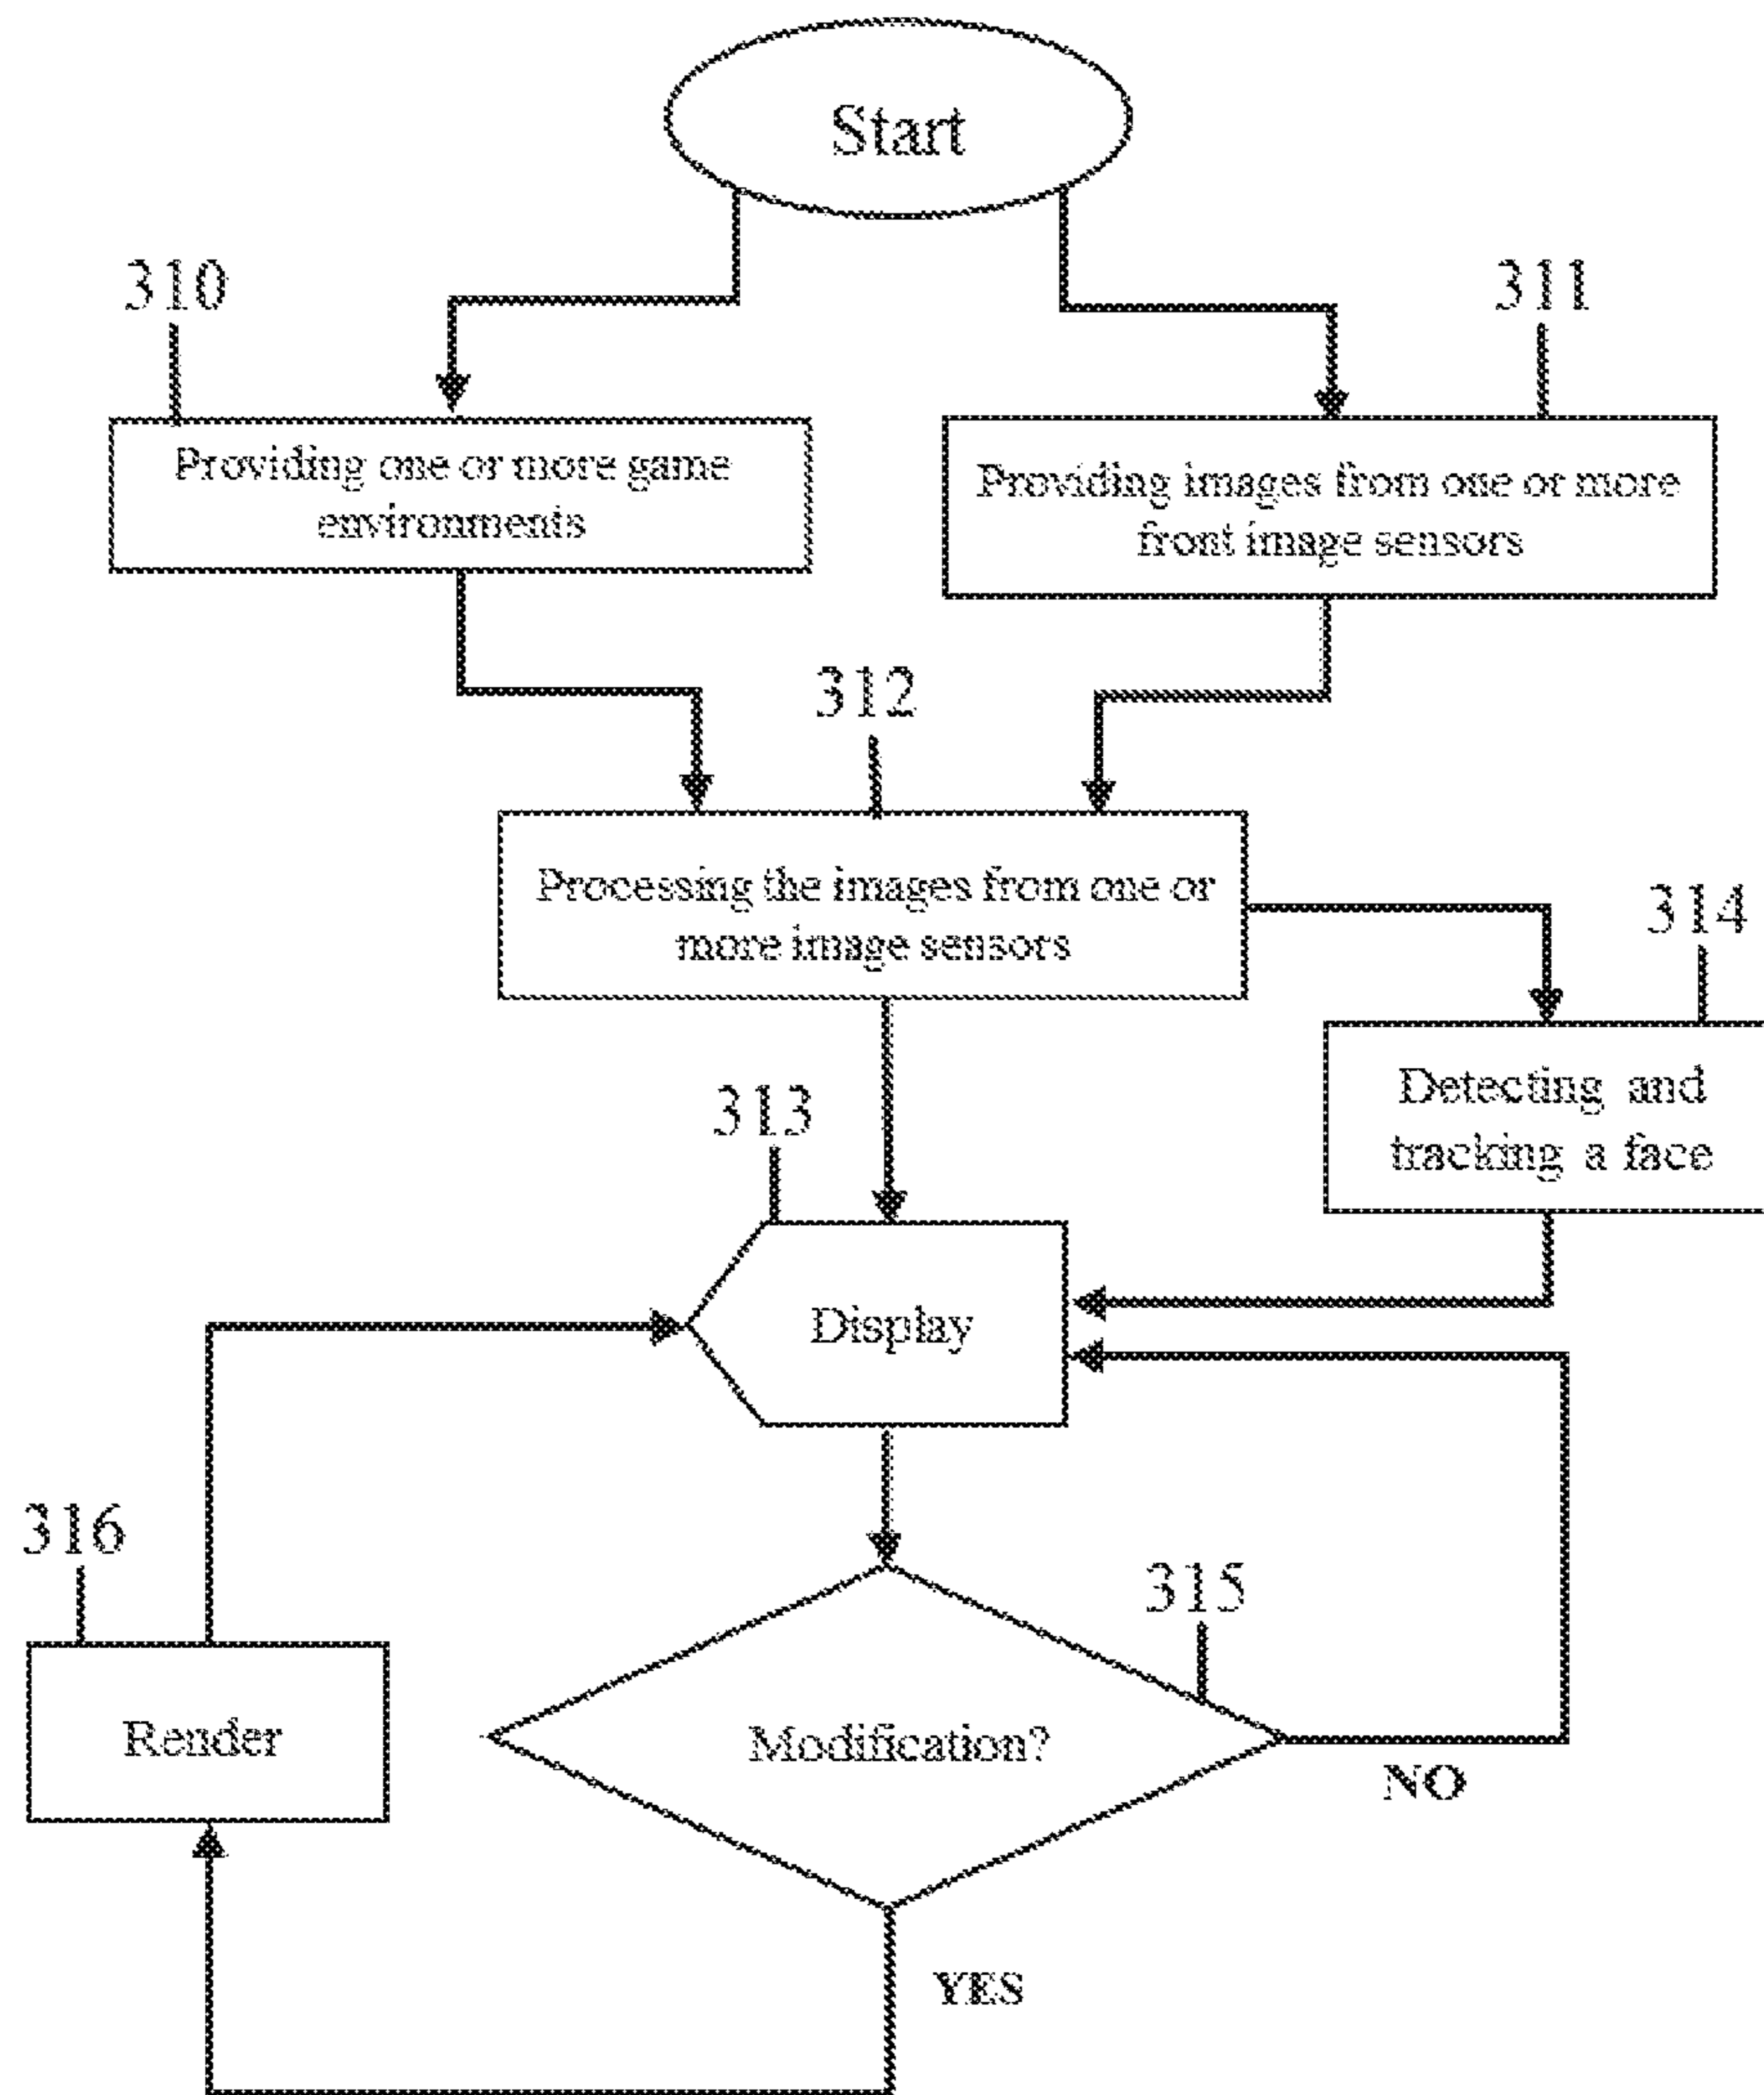 Start
310
311
Providing one or more game
environments
Providing images from one or more
front image sensors
312
Processing the images from one or
more image sensors
314
Detecting and
tracking a face
313
Display
316
Render
315
Modification?
NO
YES